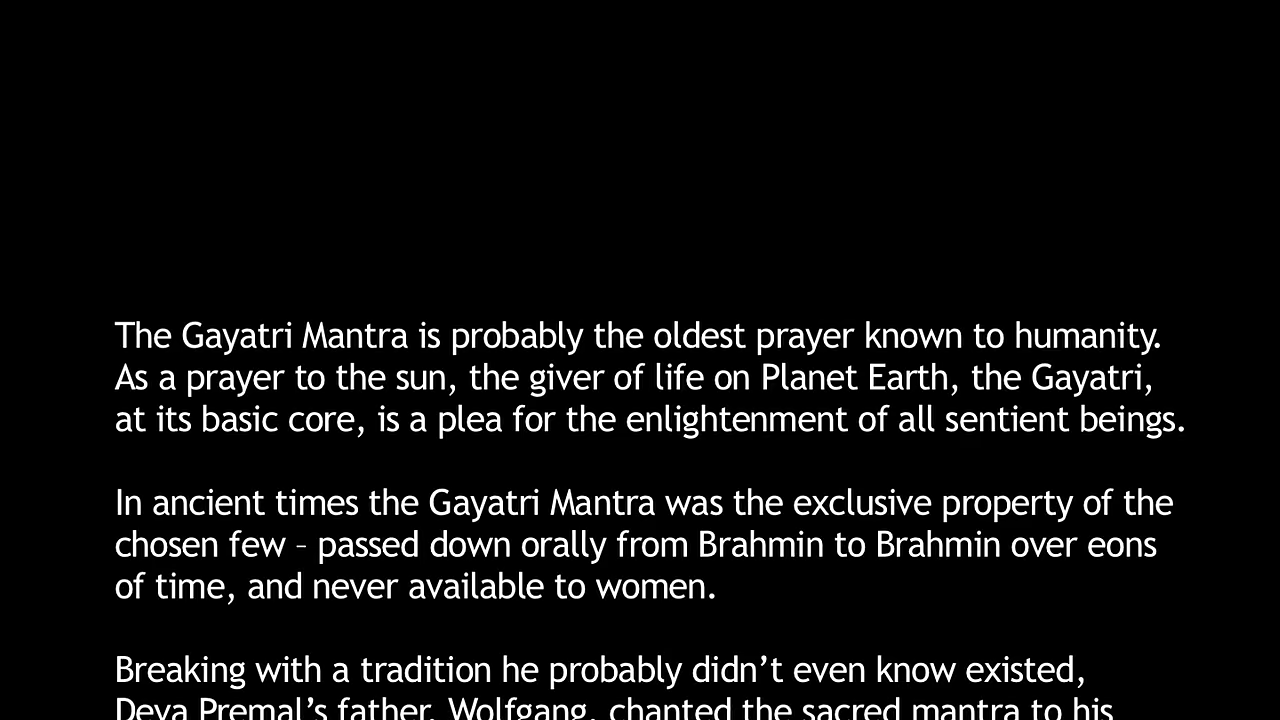 The Gayatri Mantra is probably the oldest prayer known to humanity.
As a prayer to the sun, the giver of life on Planet Earth, the Gayatri,
at its basic core, is a plea for the enlightenment of all sentient beings.
In ancient times the Gayatri Mantra was the exclusive property of the
chosen few – passed down orally from Brahmin to Brahmin over eons
of time, and never available to women.
Breaking with a tradition he probably didn’t even know existed,
Deva Premal’s father, Wolfgang, chanted the sacred mantra to his